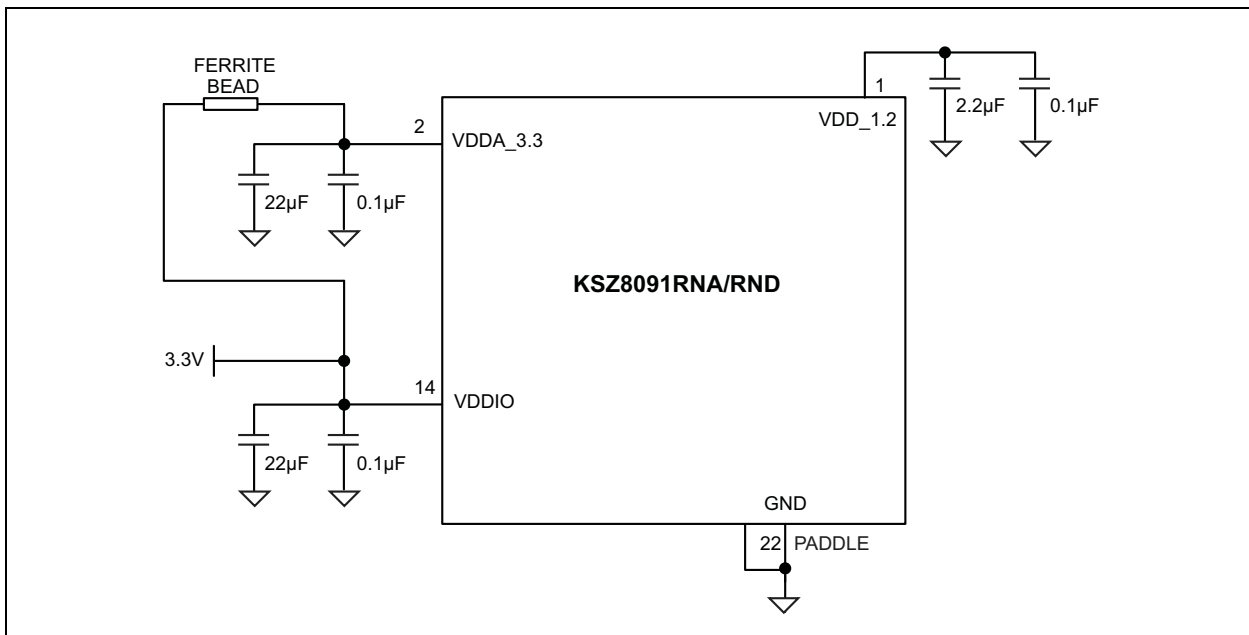 FERRITE
BEAD
1
2.2µF
0.1µF
VDD_1.2
2
VDDA_3.3
22µF
0.1µF
KSZ8091RNA/RND
3.3V
14
VDDIO
22µF
0.1µF
GND
22 PADDLE